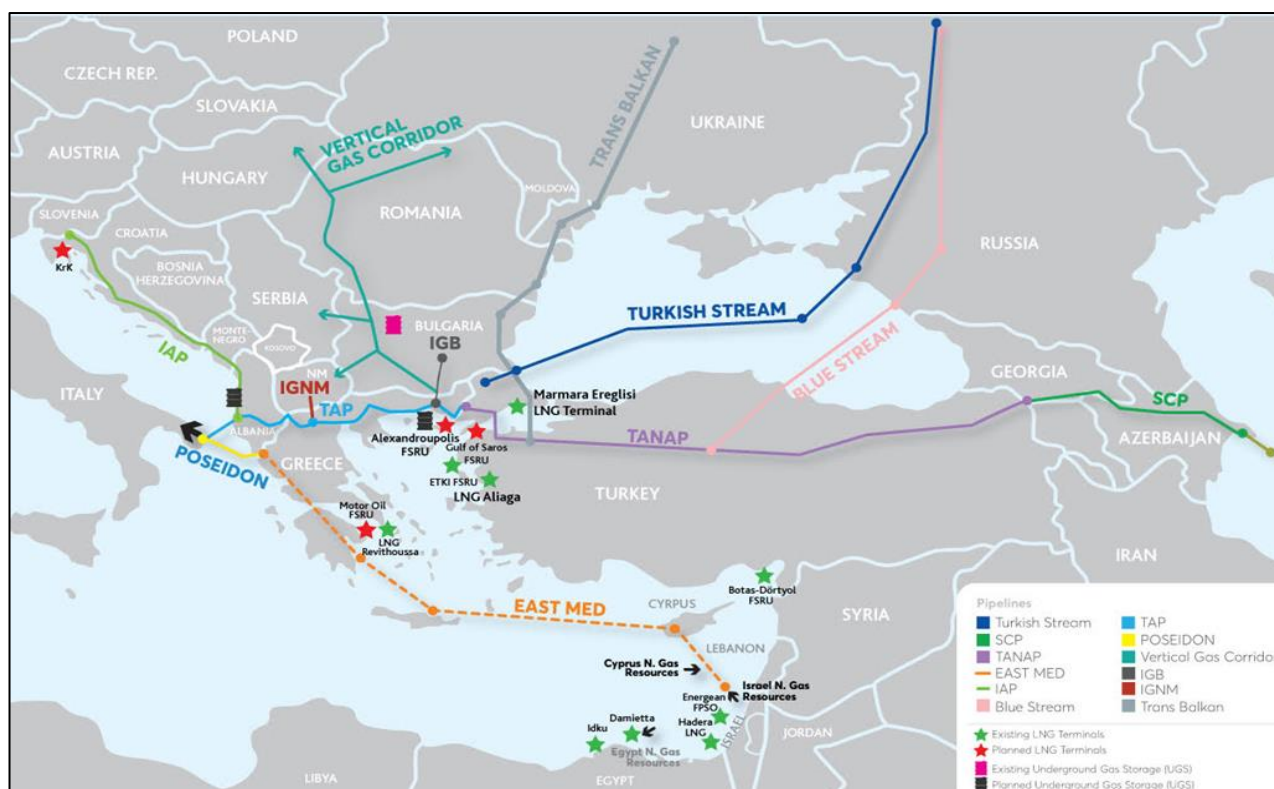 POLAND
CZECH REP.
SLOVAKIA
UKRAINE
AUSTRIA
VERTICAL
GAS CORRIDOR
TRANS BALKAN
HUNGARY
MOLDOVA
ROMANIA
SLOVENIA
CROATIA
RUSSIA
KrK
BOSNIA
HERZEGOVINA
SERBIA
TURKISH STREAM
BULGARIA
IGB
MONTE-
NEGRO
KOSOVO
IAP
BLUE STREAM
GEORGIA
NM
IGNM
ITALY
Marmara Ereglisi
LNG Terminal
SCP
TAP
AZERBAIJAN
ALBANIA
Alexandroupolis
FSRU
Gulf of Saros
FSRU
TANAP
POSEIDON
GREECE
ETKI FSRU
LNG Aliaga
TURKEY
Motor Oil
FSRU
LNG
Revithoussa
IRAN
Botas-Dörtyol
FSRU
EAST MED
CYRPUS
SYRIA
LEBANON
Cyprus N. Gas
Resources
Israel N. Gas
Resources
Energean
FPSO
Damietta
Hadera
LNG
Idku
ISRAEL
JORDAN
Egypt N. Gas
Resources
LIBYA
EGYPT
Pipelines
Turkish Stream
TAP
SCP
POSEIDON
TANAP
Vertical Gas Corrido
EAST MED
IGB
IAP
IGNM
Blue Stream
Trans Balkan
Existing LNG Terminals
Planned LNG Terminals
Existing Underground Gas Storage (UGS)
Planned Underground Gas Storage (UGS)